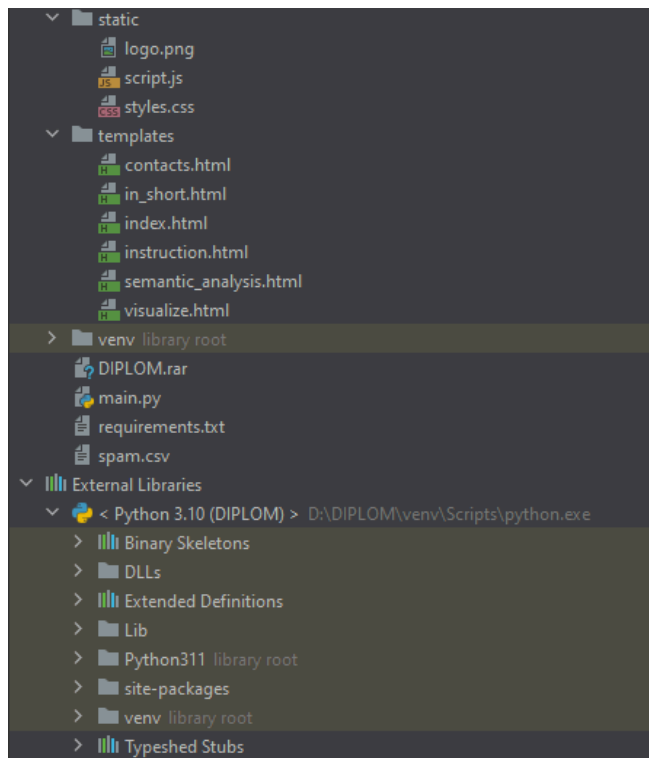 static
logo.png
script.js
styles.css
templates
contacts.html
in_short.html
index.html
instruction.html
semantic_analysis.html
visualize.html
venv library root
DIPLOM.rar
main.py
requirements.txt
spam.csv
External Libraries
< Python 3.10 (DIPLOM) > D:\DIPLOM\venv\Scripts\python.exe
Binary Skeletons
DLLs
Extended Definitions
Lib
Python311 library root
site-packages
venv library root
Typeshed Stubs